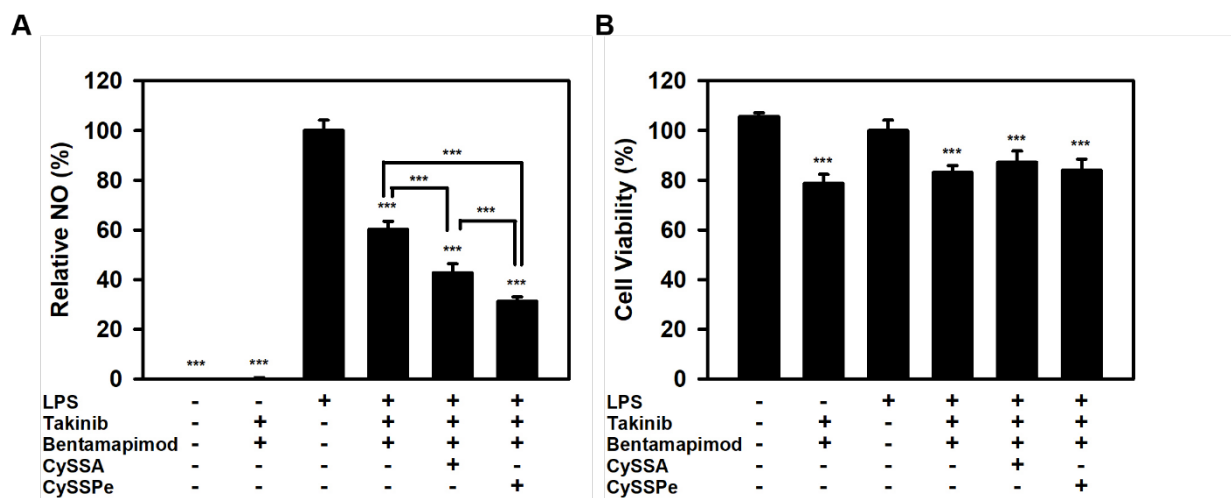 A
B
Relative NO (%)
120
100
80
60
40
20
0
*** *** *** *** ***
***
***
***
Cell Viability (%)
120
100
80
60
40
20
0
*** *** *** ***
LPS - - + + + +
Takinib - + - + + +
Bentamapimod - + - + + +
CySSA - - - - + -
CySSPe - - - - - +
LPS - - + + + +
Takinib - + - + + +
Bentamapimod - + - + + +
CySSA - - - - + -
CySSPe - - - - - +